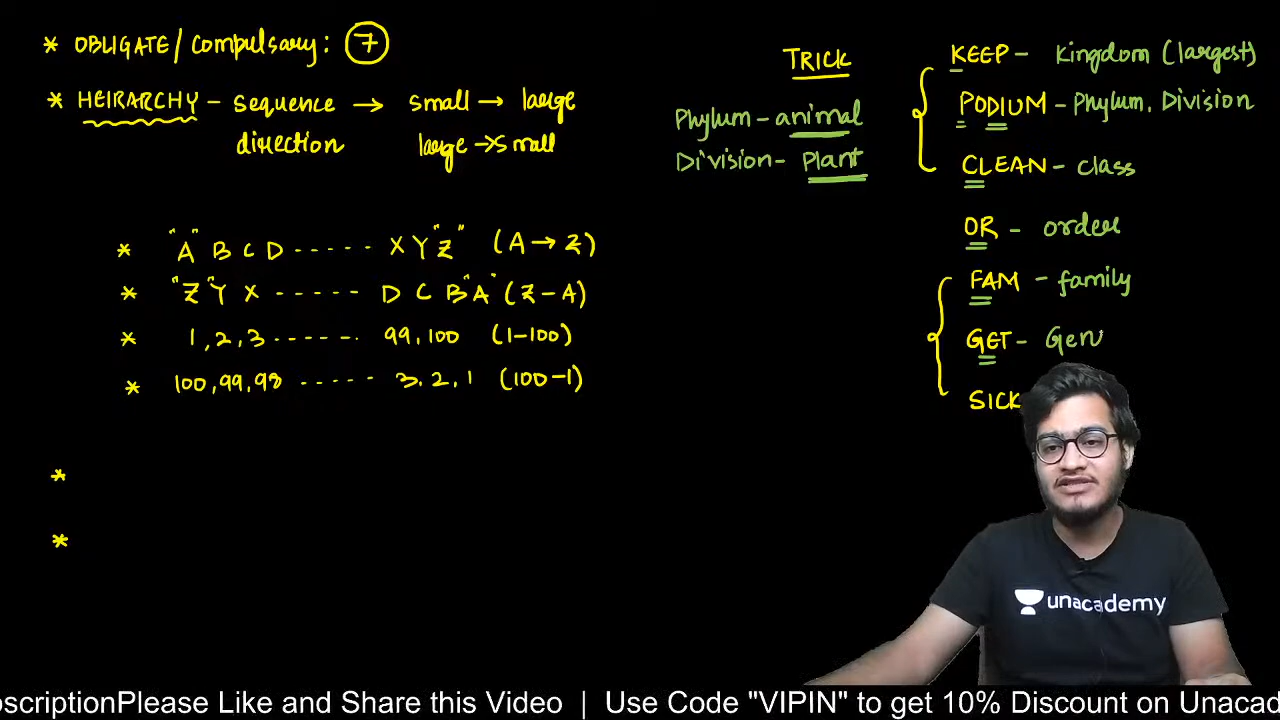 * OBLIGATE/ Compulsary: 7
* HEIRARCHY - sequence → small → large
direction large → small
* "A" B C D ------ X Y "Z" (A → Z)
* "Z" Y X ------ D C B "A" (Z - A)
* 1, 2, 3 ------- 99, 100 (1-100)
* 100, 99, 98 ------ 3, 2, 1 (100-1)
*
*
TRICK
Phylum - animal
Division - Plant
KEEP - Kingdom (largest)
PODIUM - Phylum, Division
CLEAN - class
OR - order
FAM - family
GET - Gen
SICK
unacademy
oscriptionPlease Like and Share this Video | Use Code "VIPIN" to get 10% Discount on Unacad